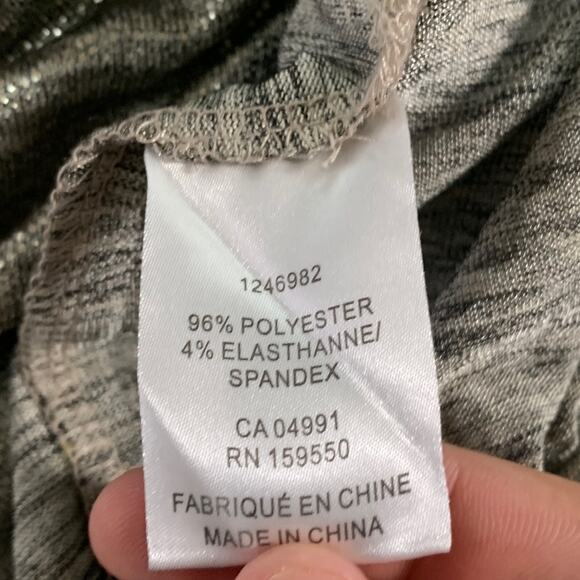 1246982
96% POLYESTER
4% ELASTHANNE/
SPANDEX
CA 04991
RN 159550
FABRIQUÉ EN CHINE
MADE IN CHINA